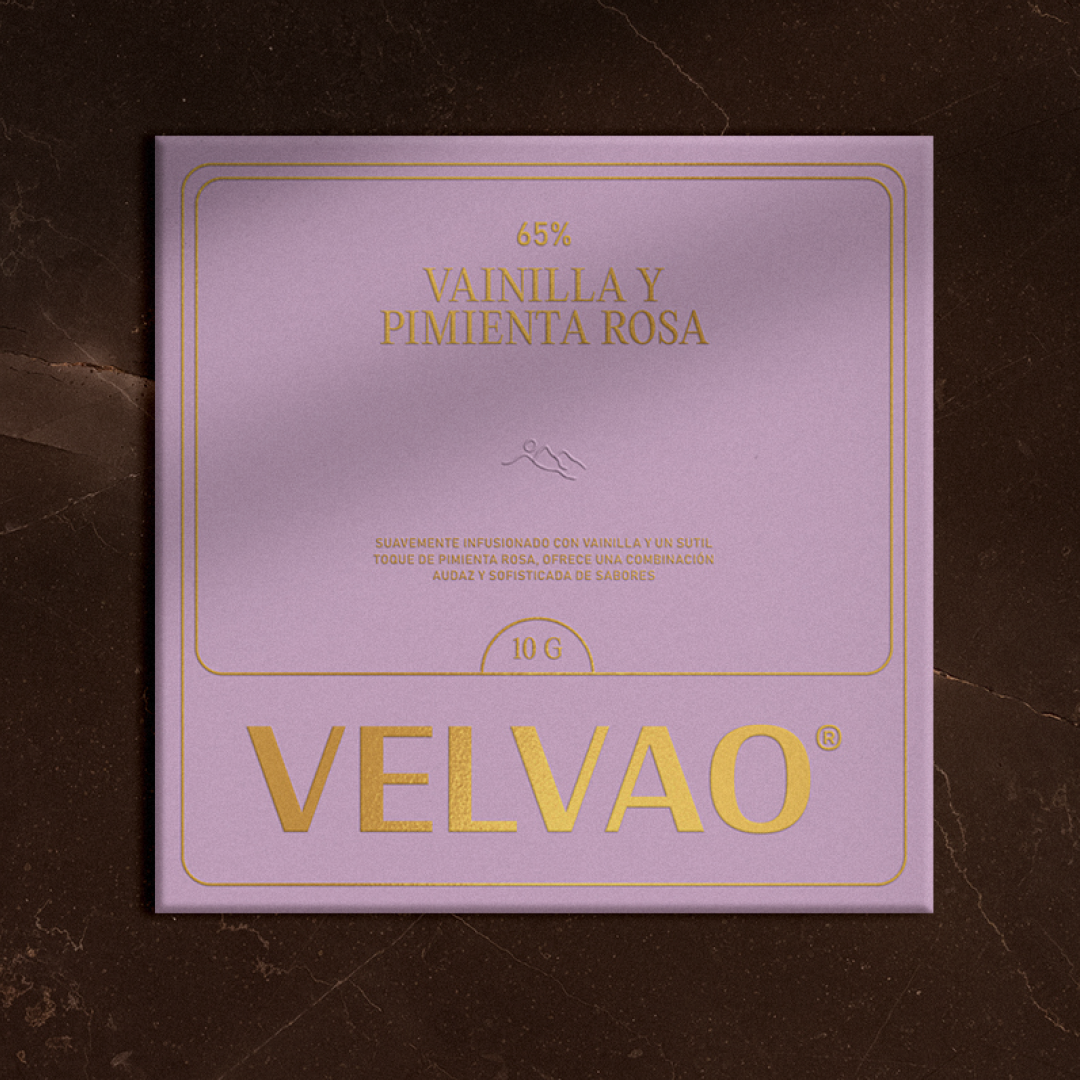 65%
VAINILLA Y
PIMIENTA ROSA
SUAVEMENTE INFUSIONADO CON VAINILLA Y UN SUTIL
TOQUE DE PIMIENTA ROSA, OFRECE UNA COMBINACIÓN
AUDAZ Y SOFISTICADA DE SABORES
10 G
VELVAO®